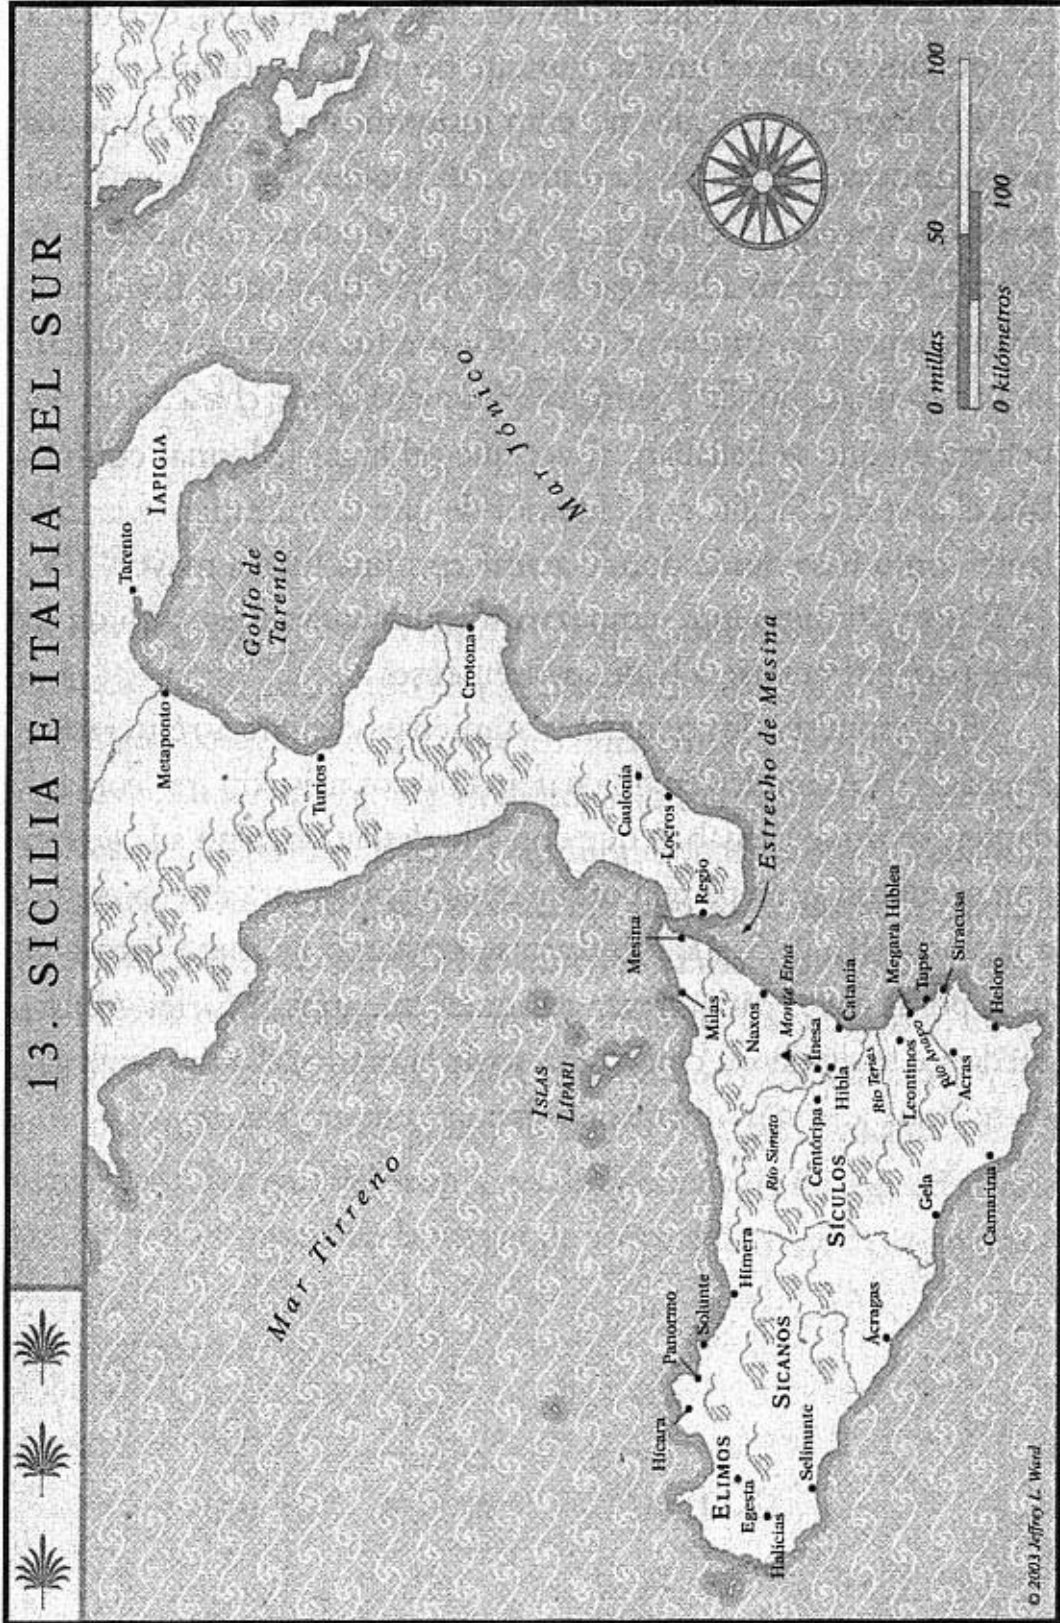 13. SICILIA E ITALIA DEL SUR
Tarento
IAPIGIA
Metaponto
Golfo de
Tarento
Turios
Crotona
Mar Jónico
Mar Tirreno
Caulonia
Locros
Regio
Estrecho de Mesina
ISLAS
LÍPARI
Mesina
Milas
Naxos
Monte Etna
Inesa
Catania
Hibla
Centóripa
Río Simeto
SÍCULOS
Río Terias
Megara Hiblea
Tapso
Siracusa
Leontinos
Río Anapo
Acras
Heloro
Gela
Camarina
Hímera
Solunte
Panormo
Hícara
SICANOS
Ácragas
ELIMOS
Egesta
Halicias
Selinunte
0 millas
50
100
0 kilómetros
100
© 2003 Jeffrey L. Ward